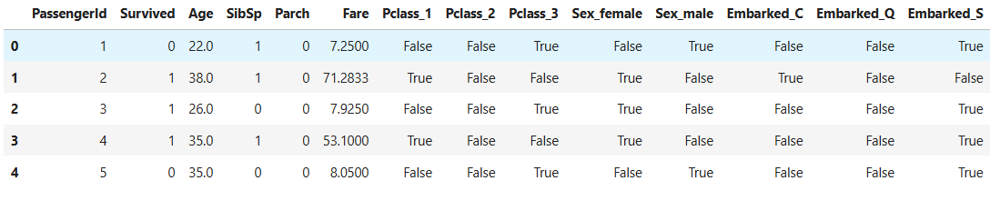 PassengerId Survived Age SibSp Parch Fare Pclass_1 Pclass_2 Pclass_3 Sex_female Sex_male Embarked_C Embarked_Q Embarked_S
0 1 0 22.0 1 0 7.2500 False False True False True False False True
1 2 1 38.0 1 0 71.2833 True False False True False True False False
2 3 1 26.0 0 0 7.9250 False False True True False False False True
3 4 1 35.0 1 0 53.1000 True False False True False False False True
4 5 0 35.0 0 0 8.0500 False False True False True False False True